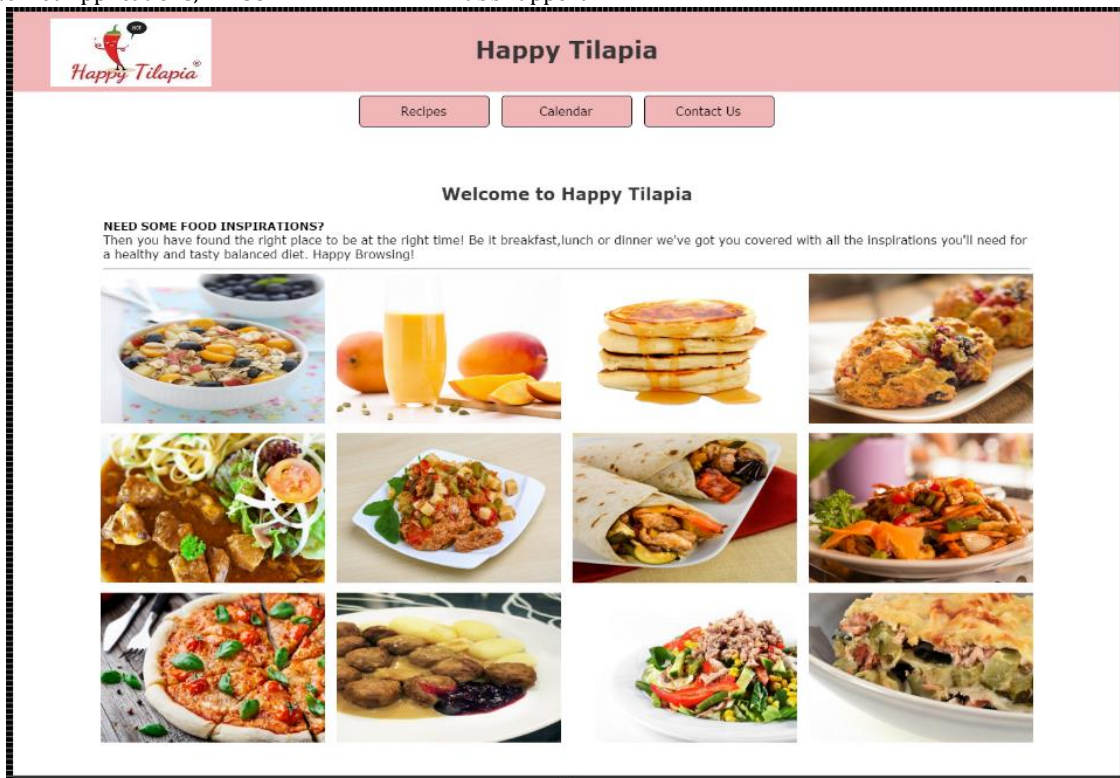 HOT
Happy Tilapia®
Happy Tilapia
Recipes
Calendar
Contact Us
Welcome to Happy Tilapia
NEED SOME FOOD INSPIRATIONS?
Then you have found the right place to be at the right time! Be it breakfast,lunch or dinner we've got you covered with all the inspirations you'll need for
a healthy and tasty balanced diet. Happy Browsing!